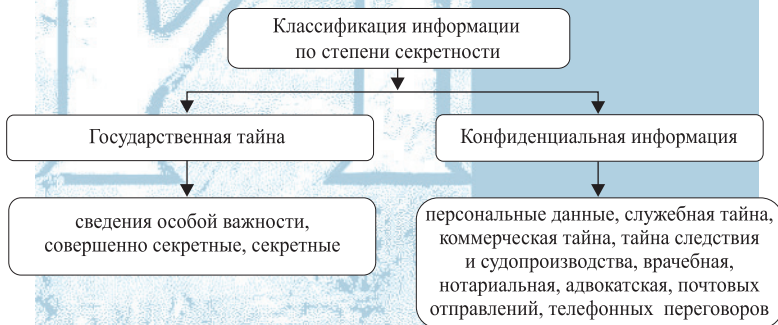 Классификация информации
по степени секретности
Государственная тайна
Конфиденциальная информация
сведения особой важности,
совершенно секретные, секретные
персональные данные, служебная тайна,
коммерческая тайна, тайна следствия
и судопроизводства, врачебная,
нотариальная, адвокатская, почтовых
отправлений, телефонных переговоров